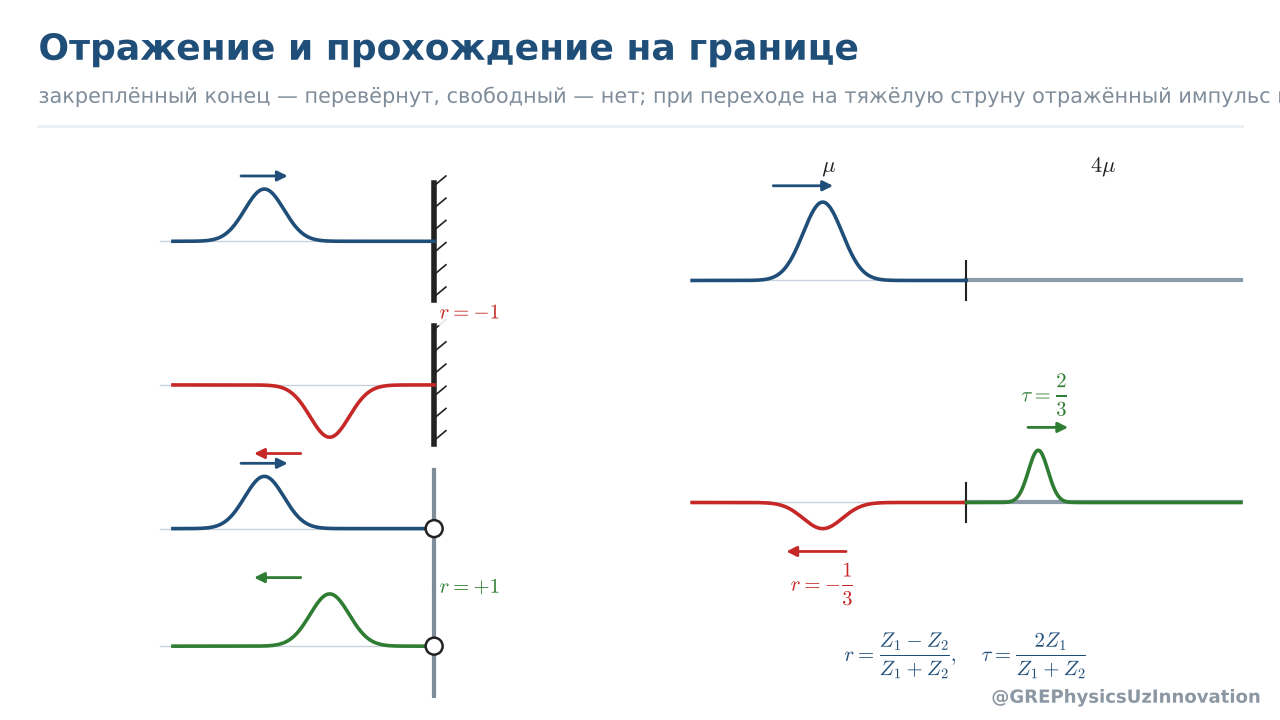 Отражение и прохождение на границе
закреплённый конец — перевёрнут, свободный — нет; при переходе на тяжёлую струну отражённый импульс
μ
4μ
r = −1
τ = 2/3
r = +1
r = −1/3
r = (Z₁ − Z₂)/(Z₁ + Z₂), τ = 2Z₁/(Z₁ + Z₂)
@GREPhysicsUzInnovation